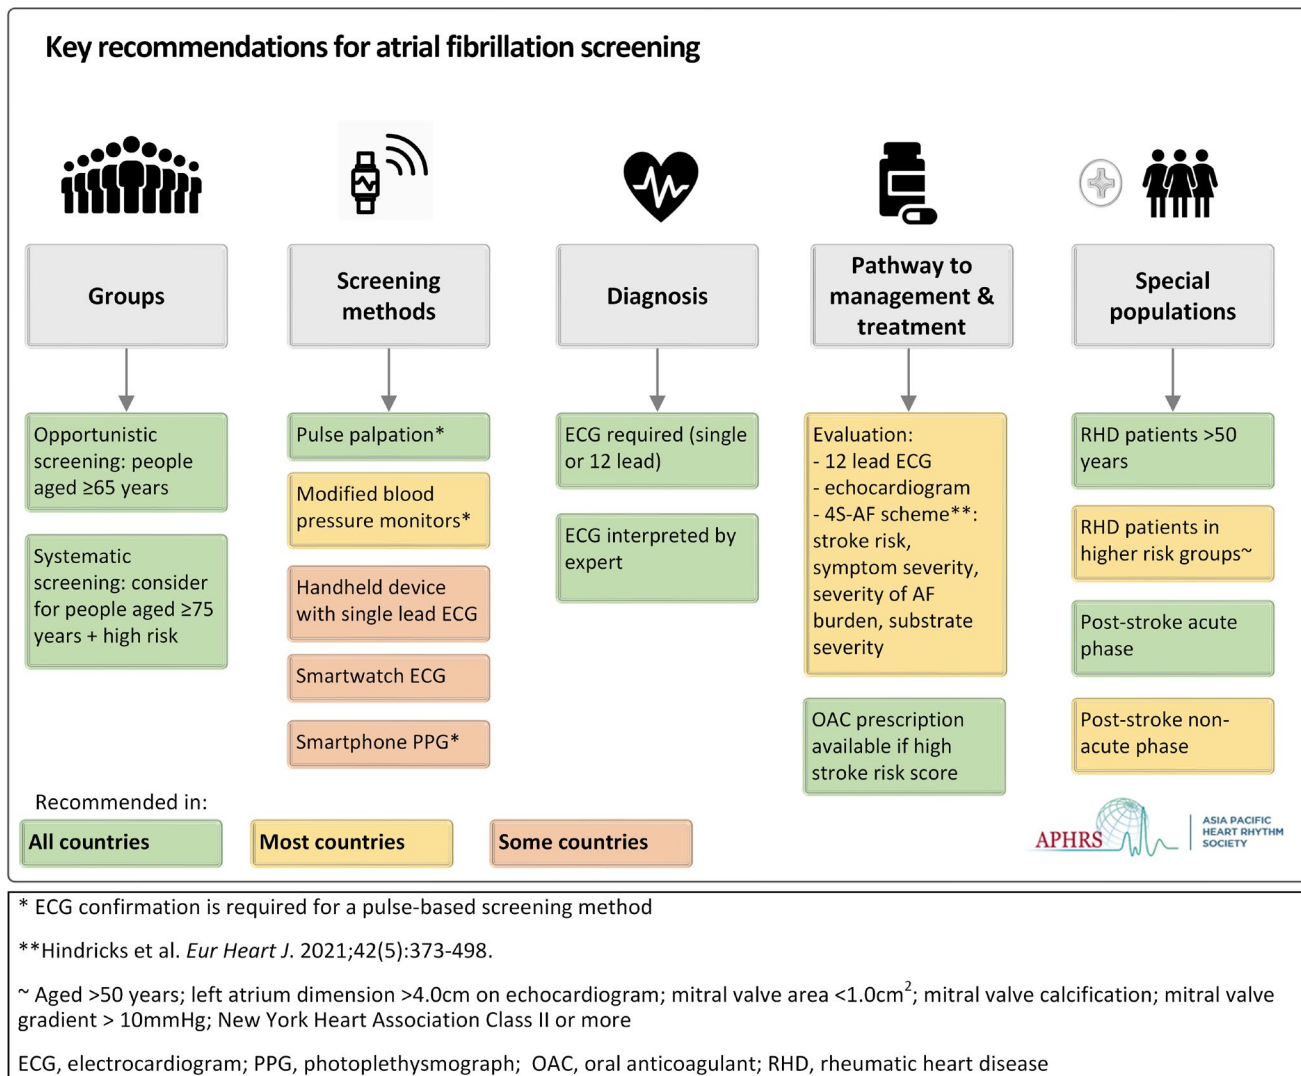 Key recommendations for atrial fibrillation screening
Groups
Opportunistic
screening: people
aged ≥65 years
Systematic
screening: consider
for people aged ≥75
years + high risk
Screening
methods
Pulse palpation*
Modified blood
pressure monitors*
Handheld device
with single lead ECG
Smartwatch ECG
Smartphone PPG*
Diagnosis
ECG required (single
or 12 lead)
ECG interpreted by
expert
Pathway to
management &
treatment
Evaluation:
- 12 lead ECG
- echocardiogram
- 4S-AF scheme**:
stroke risk,
symptom severity,
severity of AF
burden, substrate
severity
OAC prescription
available if high
stroke risk score
Special
populations
RHD patients >50
years
RHD patients in
higher risk groups~
Post-stroke acute
phase
Post-stroke non-
acute phase
Recommended in:
All countries
Most countries
Some countries
APHRS
ASIA PACIFIC
HEART RHYTHM
SOCIETY
* ECG confirmation is required for a pulse-based screening method
**Hindricks et al. Eur Heart J. 2021;42(5):373-498.
~ Aged >50 years; left atrium dimension >4.0cm on echocardiogram; mitral valve area <1.0cm²; mitral valve calcification; mitral valve
gradient > 10mmHg; New York Heart Association Class II or more
ECG, electrocardiogram; PPG, photoplethysmograph; OAC, oral anticoagulant; RHD, rheumatic heart disease